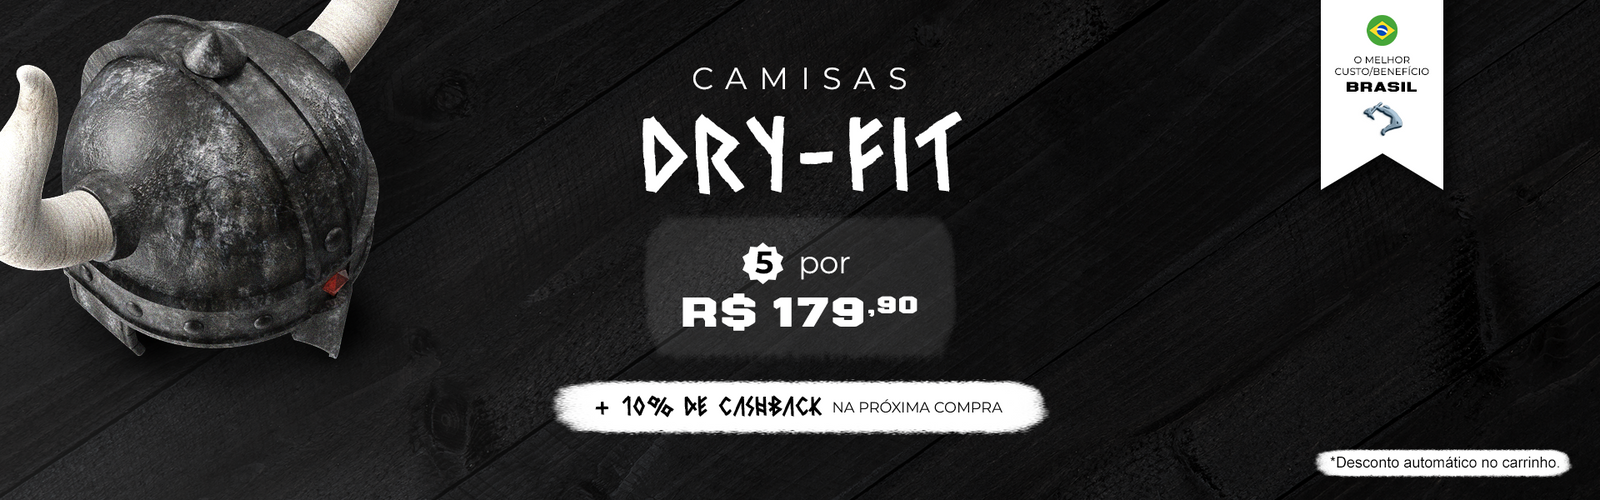 CAMISAS
DRY-FIT
5 por
R$ 179,90
+ 10% DE CASHBACK NA PRÓXIMA COMPRA
O MELHOR
CUSTO/BENEFÍCIO
BRASIL
*Desconto automático no carrinho.